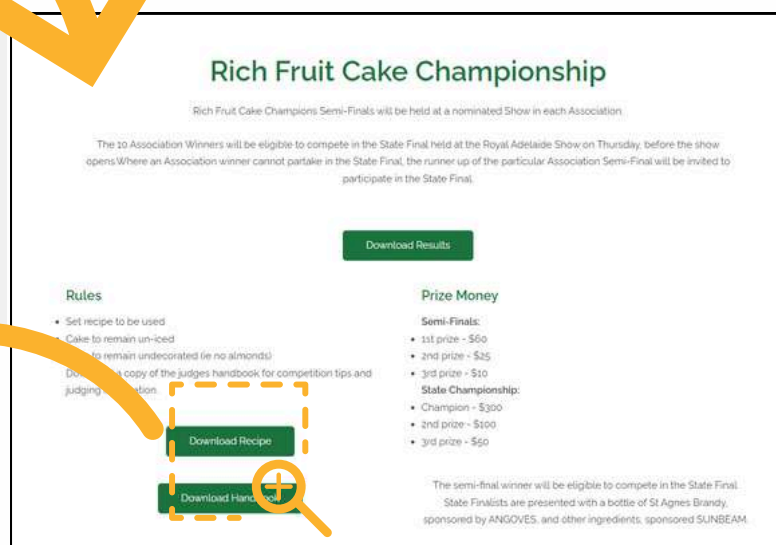 Rich Fruit Cake Championship
Rich Fruit Cake Champions Semi-Finals will be held at a nominated Show in each Association
The 10 Association Winners will be eligible to compete in the State Final held at the Royal Adelaide Show on Thursday, before the show
opens.Where an Association winner cannot partake in the State Final, the runner up of the particular Association Semi-Final will be invited to
participate in the State Final.
Download Results
Rules
• Set recipe to be used
Cake to remain un-iced
to remain undecorated (ie no almonds)
a copy of the judges handbook for competition tips and
judging
Download Recipe
Download
Prize Money
Semi-Finals:
• 1st prize - $60
• 2nd prize - $25
• 3rd prize - $10
State Championship:
• Champion - $300
• 2nd prize - $100
• 3rd prize - $50
The semi-final winner will be eligible to compete in the State Final.
State Finalists are presented with a bottle of St Agnes Brandy,
sponsored by ANGOVES, and other ingredients, sponsored SUNBEAM.